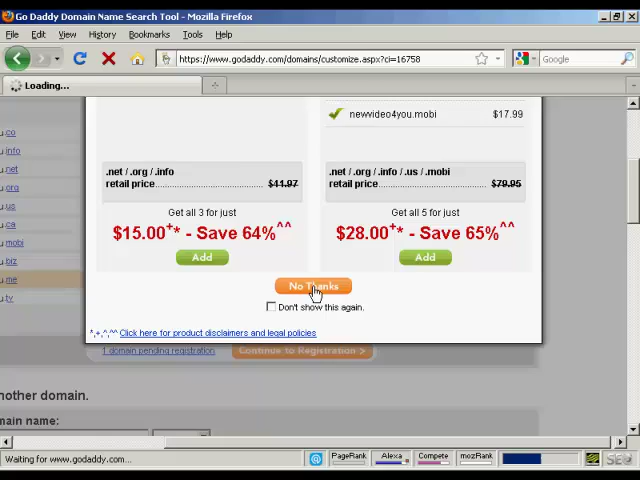 Go Daddy Domain Name Search Tool - Mozilla Firefox
File Edit View History Bookmarks Tools Help
https://www.godaddy.com/domains/customize.aspx?ci=16758
Google
Loading...
u.co
u.info
u.net
u.org
u.us
u.ca
u.mobi
u.me
u.tv
newvideo4you.mobi $17.99
.net / .org / .info
retail price................................ $41.97
.net / .org / .info / .us / .mobi
retail price................................ $79.95
Get all 3 for just
$15.00+* - Save 64%^^
Add
Get all 5 for just
$28.00+* - Save 65%^^
Add
No Thanks
Don't show this again.
*,+,^,^^ Click here for product disclaimers and legal policies
1 domain pending registration
Continue to Registration >
nother domain.
main name:
Waiting for www.godaddy.com...
PageRank
Alexa
Compete
mozRank
SEO